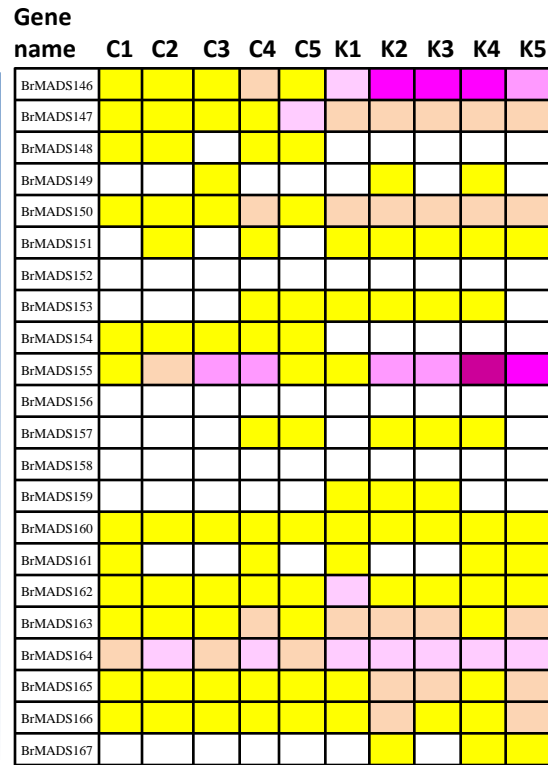 Gene
name C1 C2 C3 C4 C5 K1 K2 K3 K4 K5
BrMADS146
BrMADS147
BrMADS148
BrMADS149
BrMADS150
BrMADS151
BrMADS152
BrMADS153
BrMADS154
BrMADS155
BrMADS156
BrMADS157
BrMADS158
BrMADS159
BrMADS160
BrMADS161
BrMADS162
BrMADS163
BrMADS164
BrMADS165
BrMADS166
BrMADS167